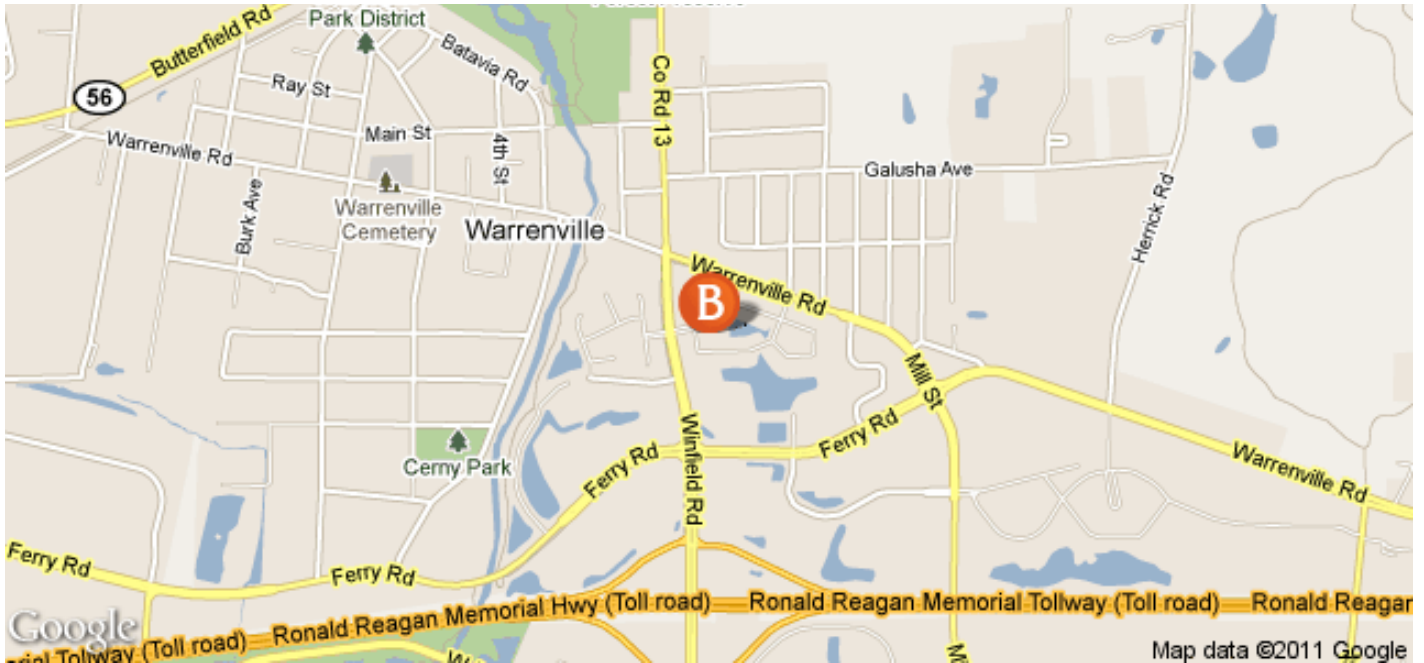 Park District
Butterfield Rd
Batavia Rd
Ray St
56
Co Rd 13
Main St
4th St
Warrenville Rd
Galusha Ave
Herrick Rd
Burk Ave
Warrenville
Cemetery
Warrenville
Warrenville Rd
B
Mill St
Ferry Rd
Winfield Rd
Cerny Park
Ferry Rd
Warrenville Rd
Ferry Rd
Ferry Rd
Ronald Reagan Memorial Hwy (Toll road)
Ronald Reagan Memorial Tollway (Toll road)
Ronald Reagan
Google
Tollway (Toll road)
Map data ©2011 Google